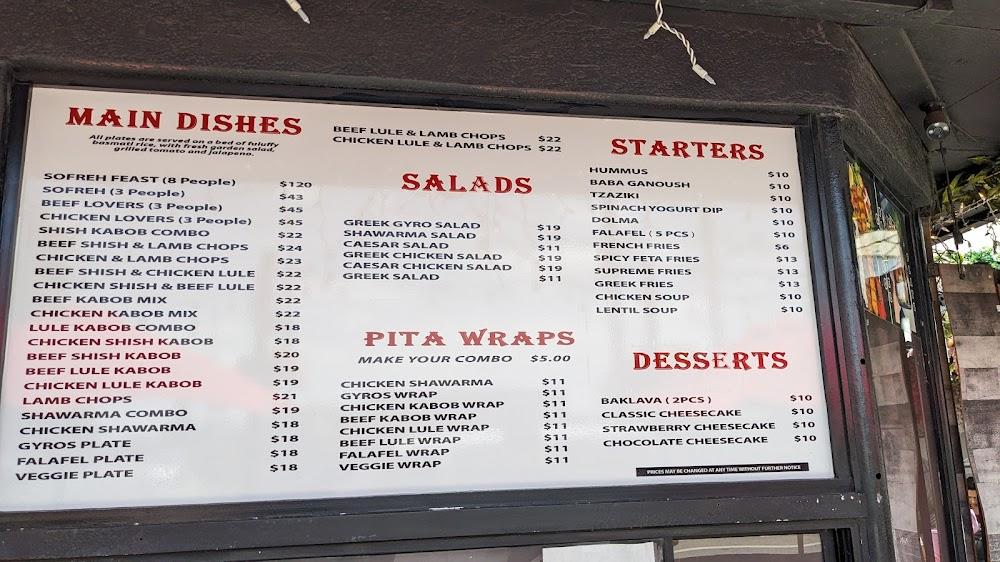 MAIN DISHES
All plates are served on a bed of fuluffy
basmati rice, with fresh garden salad,
grilled tomato and jalapeno.
SOFREH FEAST (8 People) $120
SOFREH (3 People) $43
BEEF LOVERS (3 People) $45
CHICKEN LOVERS (3 People) $45
SHISH KABOB COMBO $22
BEEF SHISH & LAMB CHOPS $24
CHICKEN & LAMB CHOPS $23
BEEF SHISH & CHICKEN LULE $22
CHICKEN SHISH & BEEF LULE $22
BEEF KABOB MIX $22
CHICKEN KABOB MIX $22
LULE KABOB COMBO $18
CHICKEN SHISH KABOB $18
BEEF SHISH KABOB $20
BEEF LULE KABOB $19
CHICKEN LULE KABOB $19
LAMB CHOPS $21
SHAWARMA COMBO $19
CHICKEN SHAWARMA $18
GYROS PLATE $18
FALAFEL PLATE $18
VEGGIE PLATE $18
BEEF LULE & LAMB CHOPS $22
CHICKEN LULE & LAMB CHOPS $22
SALADS
GREEK GYRO SALAD $19
SHAWARMA SALAD $19
CAESAR SALAD $11
GREEK CHICKEN SALAD $19
CAESAR CHICKEN SALAD $19
GREEK SALAD $11
PITA WRAPS
MAKE YOUR COMBO $5.00
CHICKEN SHAWARMA $11
GYROS WRAP $11
CHICKEN KABOB WRAP $11
BEEF KABOB WRAP $11
CHICKEN LULE WRAP $11
BEEF LULE WRAP $11
FALAFEL WRAP $11
VEGGIE WRAP $11
STARTERS
HUMMUS $10
BABA GANOUSH $10
TZAZIKI $10
SPINACH YOGURT DIP $10
DOLMA $10
FALAFEL ( 5 PCS ) $10
FRENCH FRIES $6
SPICY FETA FRIES $13
SUPREME FRIES $13
GREEK FRIES $13
CHICKEN SOUP $10
LENTIL SOUP $10
DESSERTS
BAKLAVA ( 2PCS ) $10
CLASSIC CHEESECAKE $10
STRAWBERRY CHEESECAKE $10
CHOCOLATE CHEESECAKE $10
PRICES MAY BE CHANGED AT ANY TIME WITHOUT FURTHER NOTICE